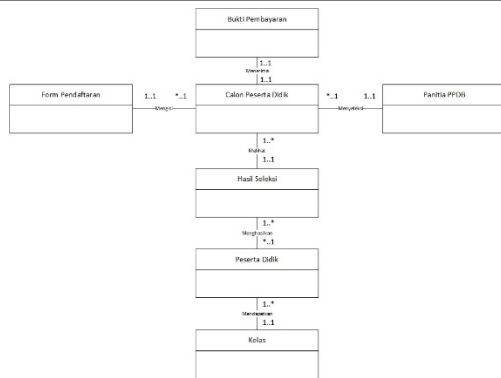 Bukti Pembayaran
1..1
Menerima
1..1
Form Pendaftaran
1..1
*..1
Mengisi
Calon Peserta Didik
*..1
1..1
Menyeleksi
Panitia PPDB
1..*
Melihat
1..1
Hasil Seleksi
1..*
Menghasilkan
*..1
Peserta Didik
1..*
Mendapatkan
1..1
Kelas